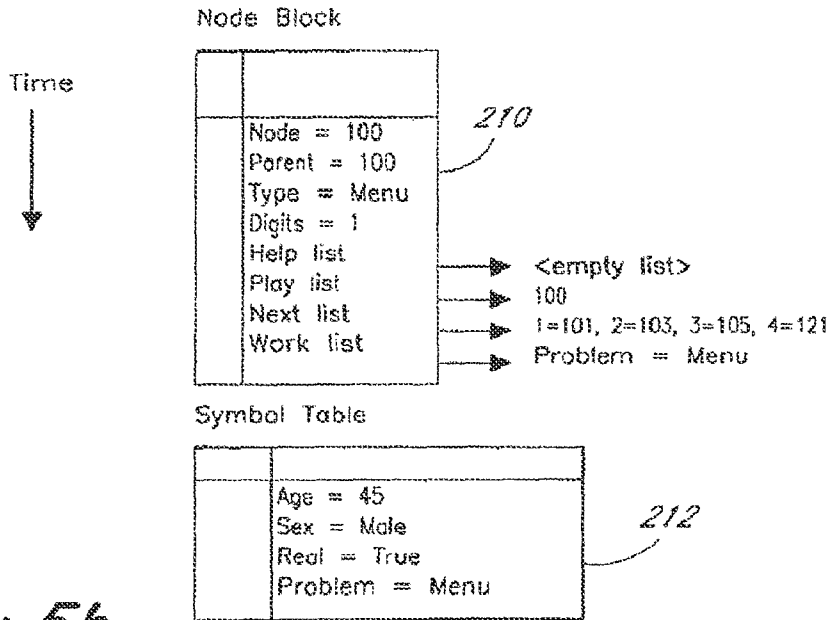 Node Block
Time
210
Node = 100
Parent = 100
Type = Menu
Digits = 1
Help list
<empty list>
Play list
100
Next list
1=101, 2=103, 3=105, 4=121
Work list
Problem = Menu
Symbol Table
Age = 45
Sex = Male
Real = True
Problem = Menu
212